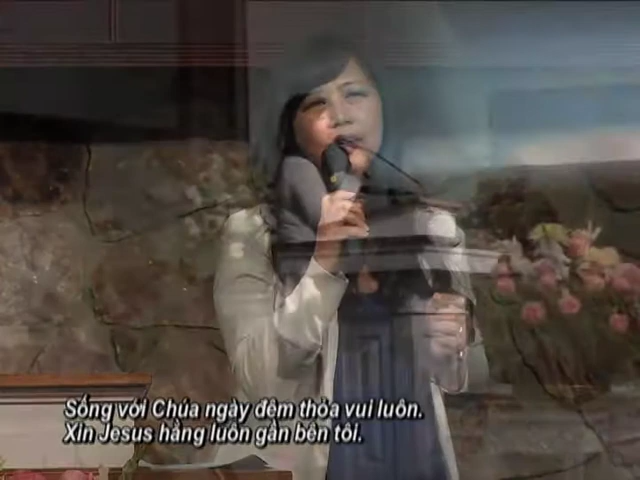 Sống với Chúa ngày đêm thỏa vui luôn.
Xin Jesus hằng luôn gần bên tôi.